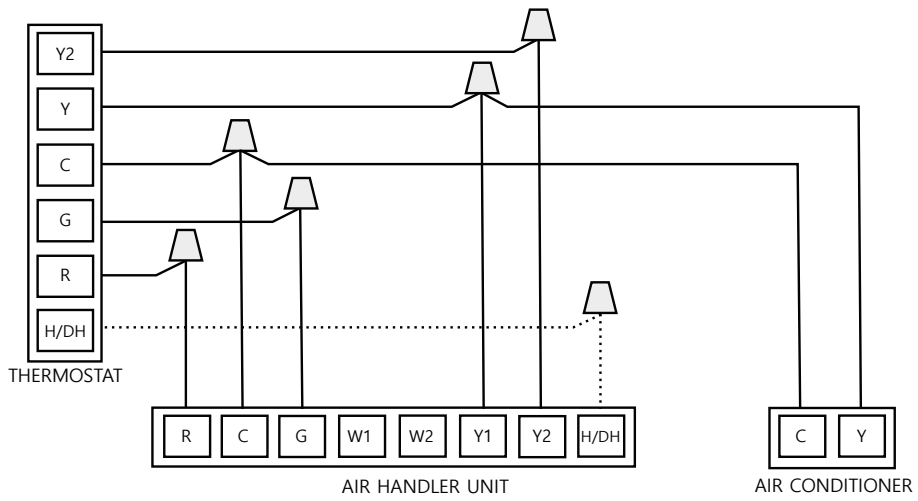 Y2
Y
C
G
R
H/DH
THERMOSTAT
R C G W1 W2 Y1 Y2 H/DH
AIR HANDLER UNIT
C Y
AIR CONDITIONER